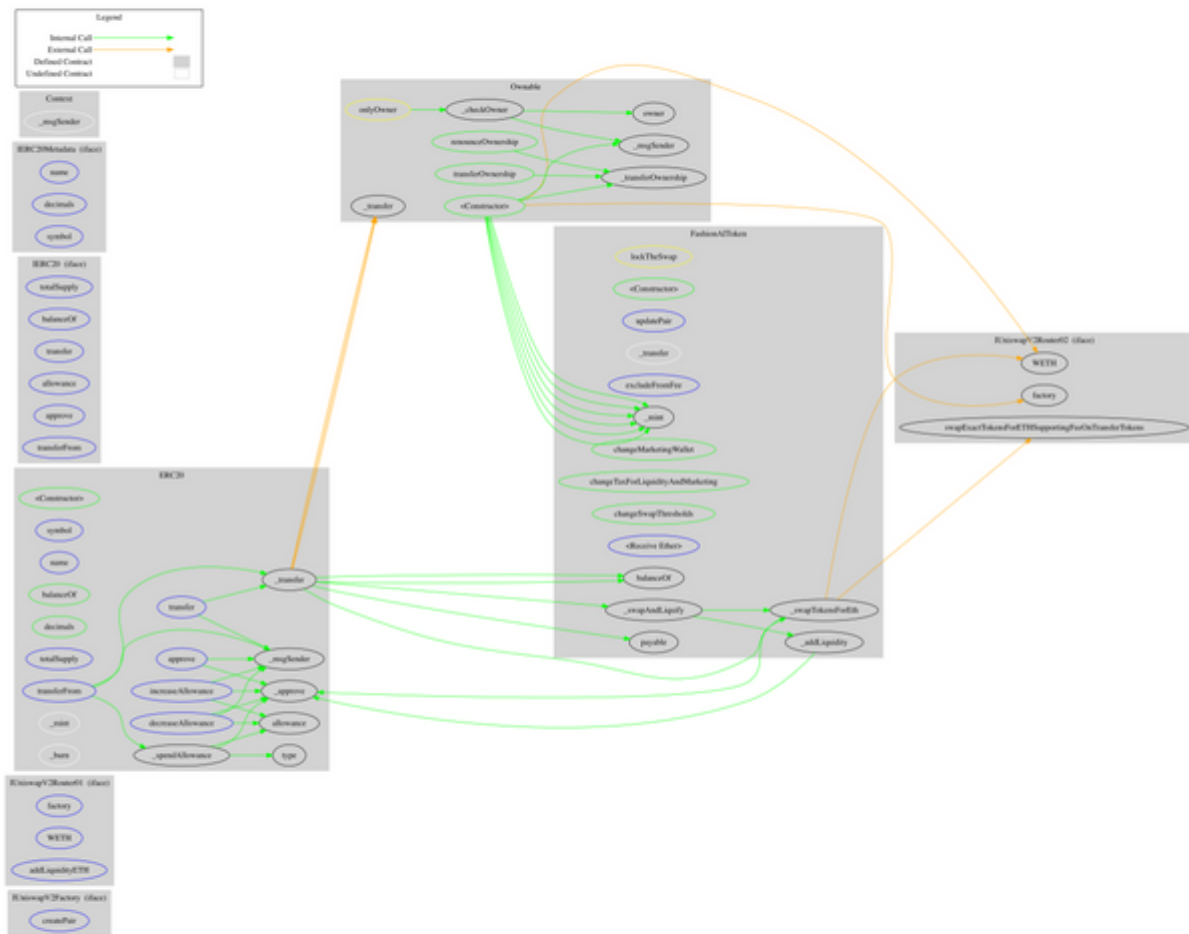 Legend
Internal Call
External Call
Defined Contract
Undefined Contract
Context
_msgSender
IERC20Metadata (iface)
name
decimals
symbol
IERC20 (iface)
totalSupply
balanceOf
transfer
allowance
approve
transferFrom
ERC20
<Constructor>
symbol
name
balanceOf
decimals
totalSupply
transferFrom
_mint
_burn
transfer
approve
increaseAllowance
decreaseAllowance
_spendAllowance
_transfer
_msgSender
_approve
allowance
type
IUniswapV2Router01 (iface)
factory
WETH
addLiquidityETH
IUniswapV2Factory (iface)
createPair
Ownable
onlyOwner
_checkOwner
owner
renounceOwnership
_msgSender
transferOwnership
_transferOwnership
_transfer
<Constructor>
FashionAIToken
lockTheSwap
<Constructor>
updatePair
_transfer
excludeFromFee
_mint
changeMarketingWallet
changeTaxForLiquidityAndMarketing
changeSwapThresholds
<Receive Ether>
balanceOf
_swapAndLiquify
_swapTokensForEth
payable
_addLiquidity
IUniswapV2Router02 (iface)
WETH
factory
swapExactTokensForETHSupportingFeeOnTransferTokens